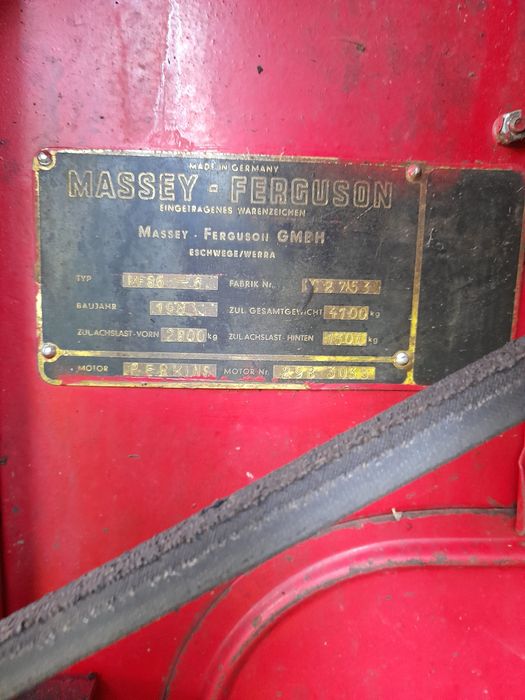 MADE IN GERMANY
MASSEY - FERGUSON
EINGETRAGENES WARENZEICHEN
MASSEY - FERGUSON GMBH
ESCHWEGE/WERRA
TYP FABRIK Nr.
BAUJAHR ZUL. GESAMTGEWICHT 4100 kg
ZUL. ACHSLAST-VORN 2900 kg ZUL. ACHSLAST-HINTEN kg
MOTOR PERKINS MOTOR Nr.